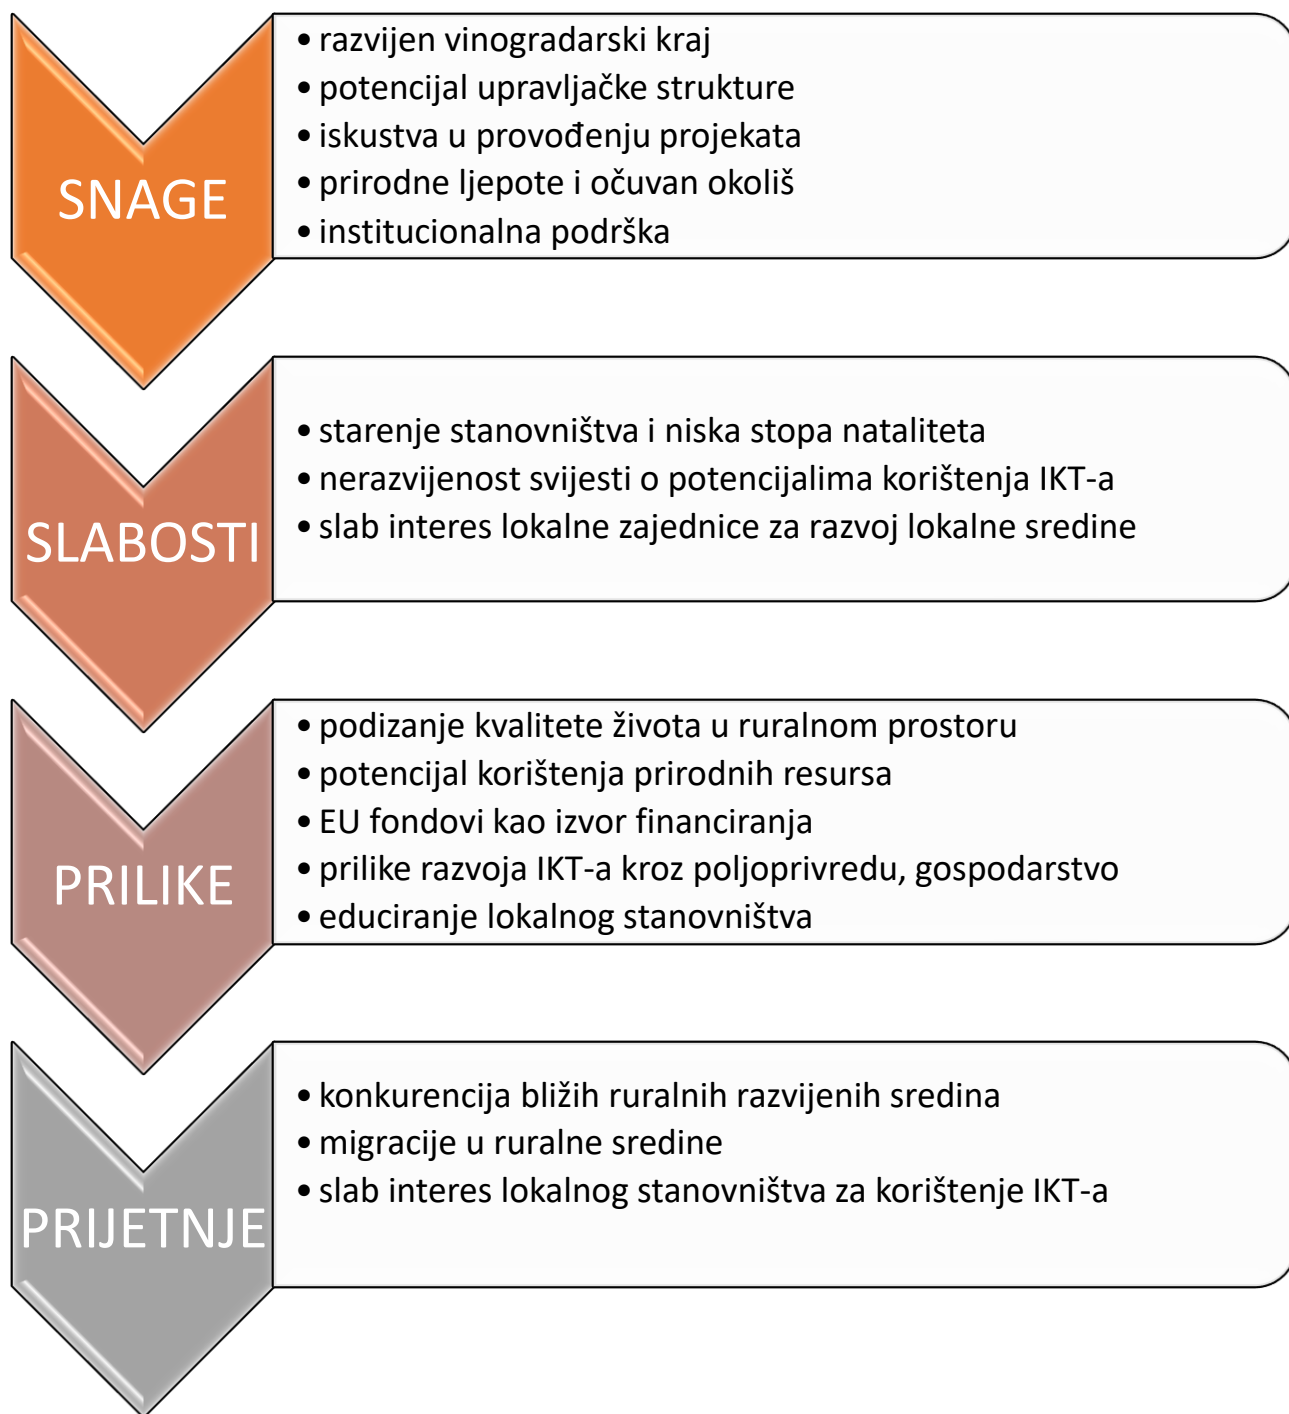 SNAGE
• razvijen vinogradarski kraj
• potencijal upravljačke strukture
• iskustva u provođenju projekata
• prirodne ljepote i očuvan okoliš
• institucionalna podrška
SLABOSTI
• starenje stanovništva i niska stopa nataliteta
• nerazvijenost svijesti o potencijalima korištenja IKT-a
• slab interes lokalne zajednice za razvoj lokalne sredine
PRILIKE
• podizanje kvalitete života u ruralnom prostoru
• potencijal korištenja prirodnih resursa
• EU fondovi kao izvor financiranja
• prilike razvoja IKT-a kroz poljoprivredu, gospodarstvo
• educiranje lokalnog stanovništva
PRIJETNJE
• konkurencija bližih ruralnih razvijenih sredina
• migracije u ruralne sredine
• slab interes lokalnog stanovništva za korištenje IKT-a